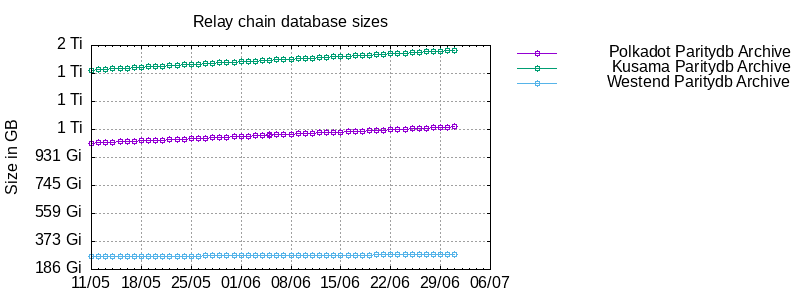 Relay chain database sizes
Polkadot Paritydb Archive
Kusama Paritydb Archive
Westend Paritydb Archive
Size in GB
2 Ti
1 Ti
1 Ti
1 Ti
931 Gi
745 Gi
559 Gi
373 Gi
186 Gi
11/05 18/05 25/05 01/06 08/06 15/06 22/06 29/06 06/07